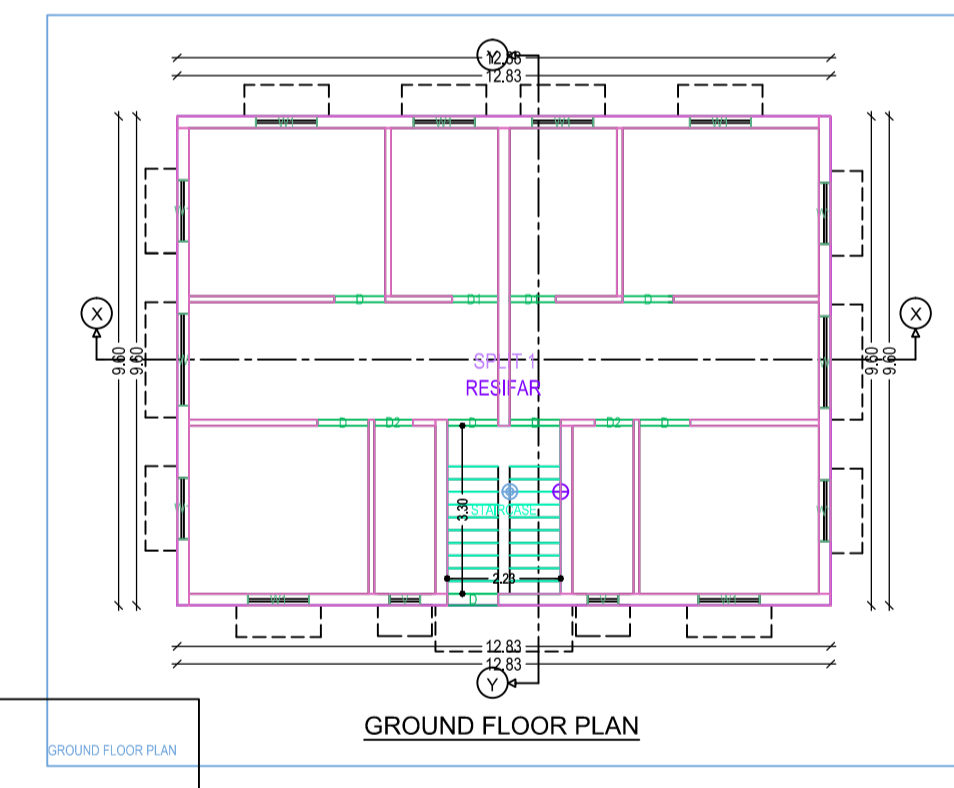 Y
12.83
12.83
W1 W1 W1 W1
X
X
9.60
9.60
9.60
9.60
D D1 D1 D
SPLIT 1
RESIFAR
D D2 D D D2 D
3.30
STAIRCASE
2.23
W1 V V W1
D
12.83
12.83
Y
GROUND FLOOR PLAN
GROUND FLOOR PLAN